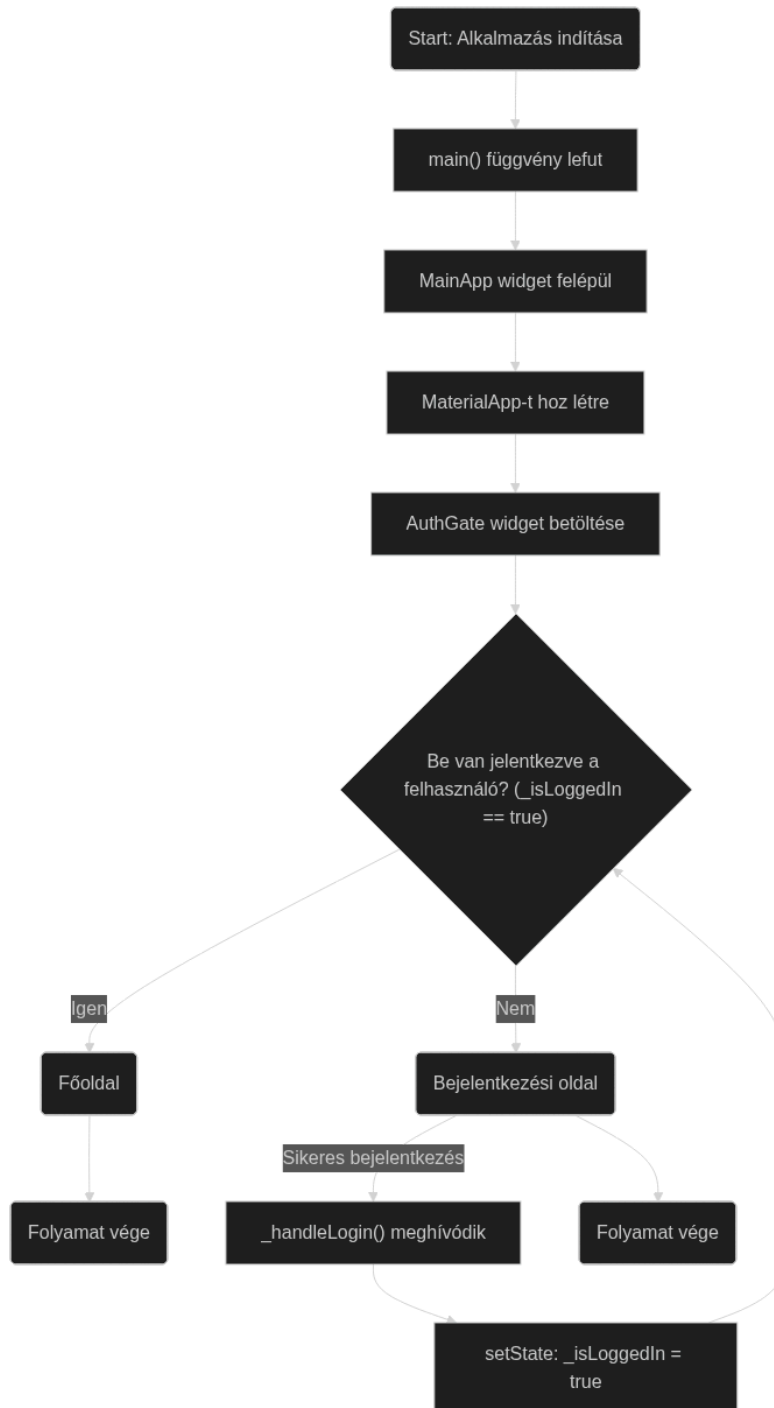 Start: Alkalmazás indítása
main() függvény lefut
MainApp widget felépül
MaterialApp-t hoz létre
AuthGate widget betöltése
Be van jelentkezve a
felhasználó? (_isLoggedIn
== true)
Igen
Nem
Főoldal
Bejelentkezési oldal
Sikeres bejelentkezés
Folyamat vége
_handleLogin() meghívódik
Folyamat vége
setState: _isLoggedIn =
true